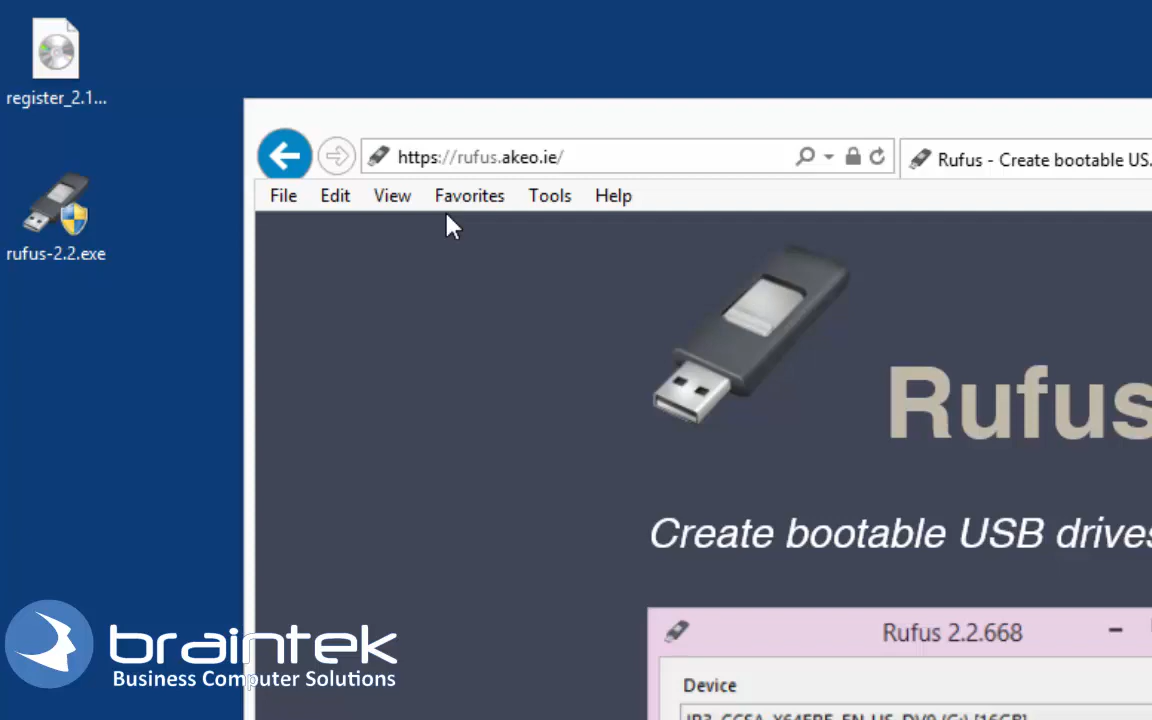 register_2.1...
rufus-2.2.exe
https://rufus.akeo.ie/
Rufus - Create bootable US...
File Edit View Favorites Tools Help
Rufus
Create bootable USB drives
Rufus 2.2.668
Device
braintek
Business Computer Solutions